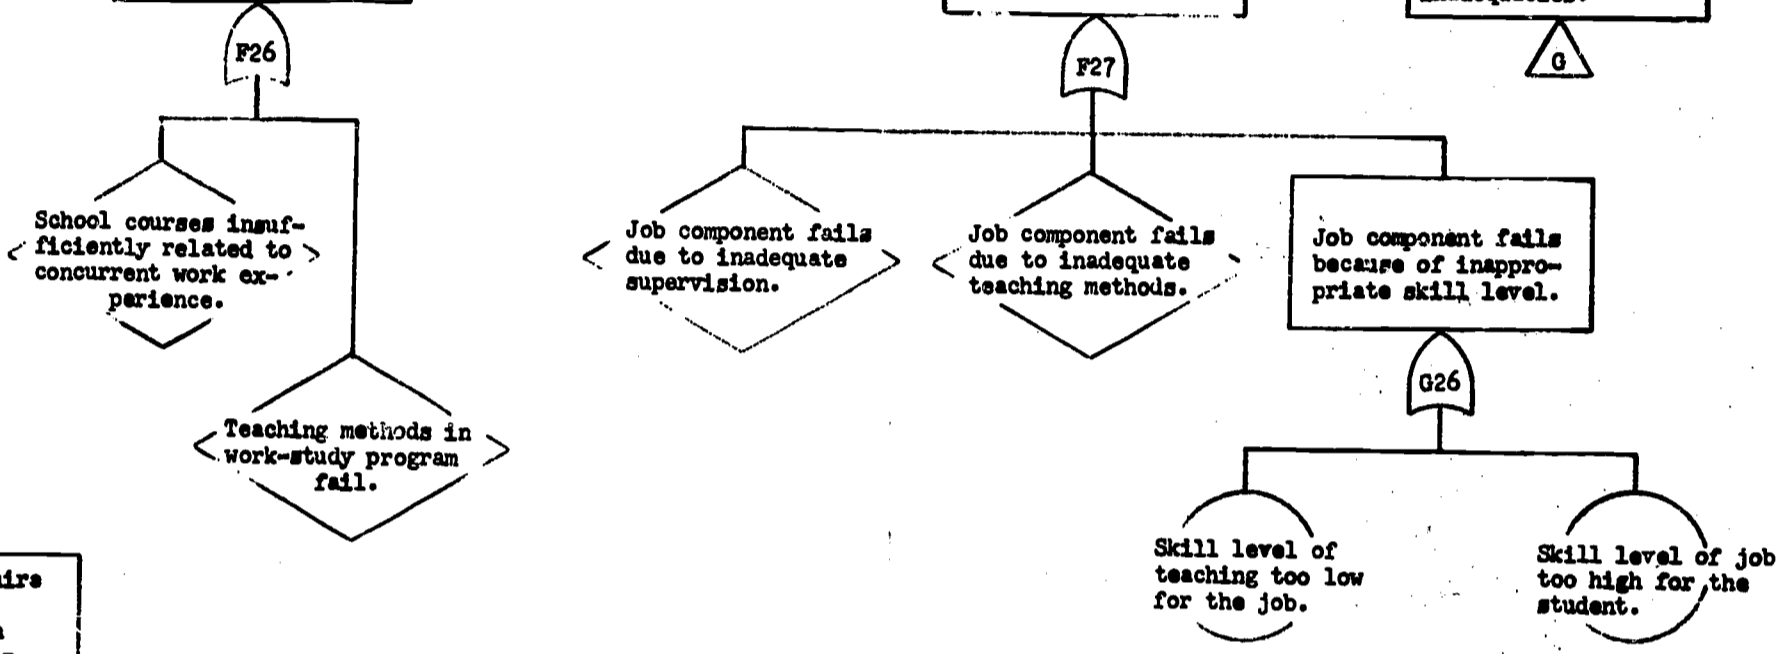 F26
F27
G
School courses insuf-
ficiently related to
concurrent work ex-
perience.
Job component fails
due to inadequate
supervision.
Job component fails
due to inadequate
teaching methods.
Job component fails
because of inappro-
priate skill level.
G26
Teaching methods in
work-study program
fail.
Skill level of
teaching too low
for the job.
Skill level of job
too high for the
student.